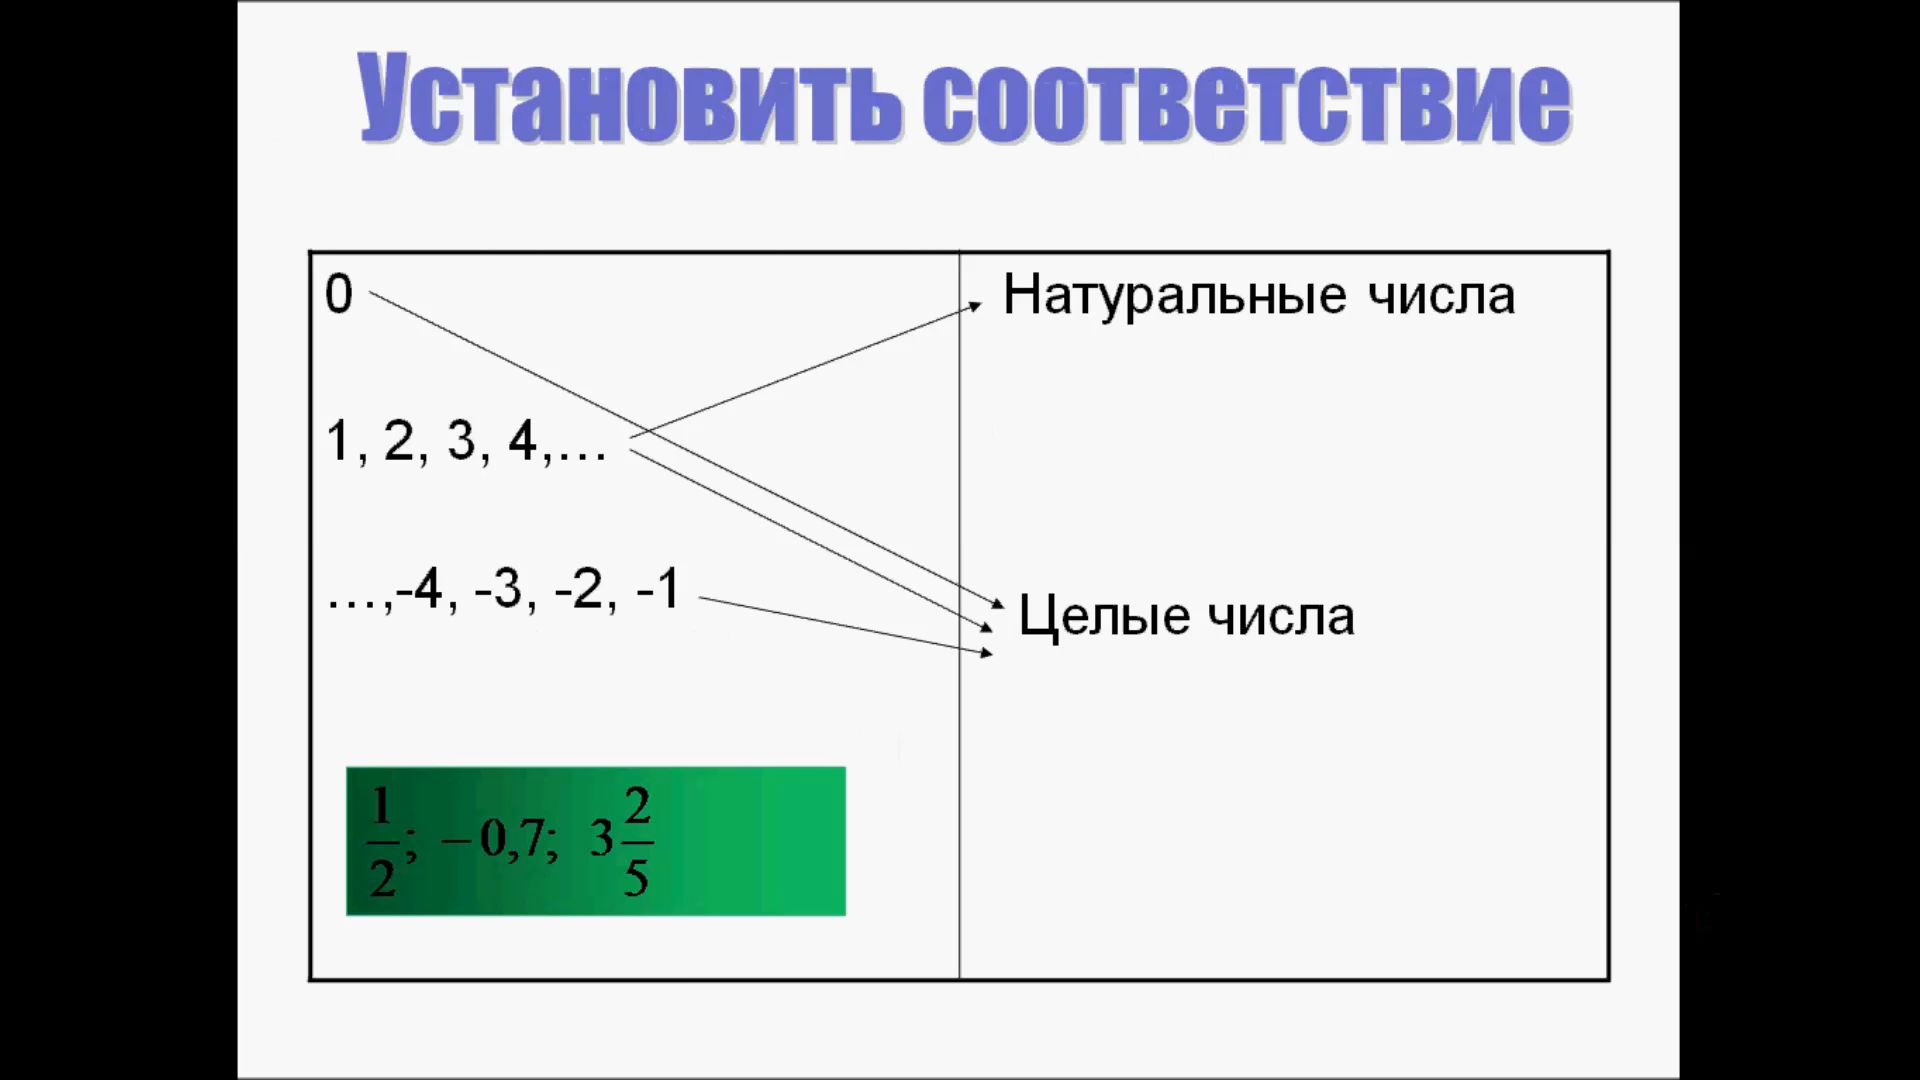 Установить соответствие
0
Натуральные числа
1, 2, 3, 4,…
…,-4, -3, -2, -1
Целые числа
1/2; –0,7; 3 2/5